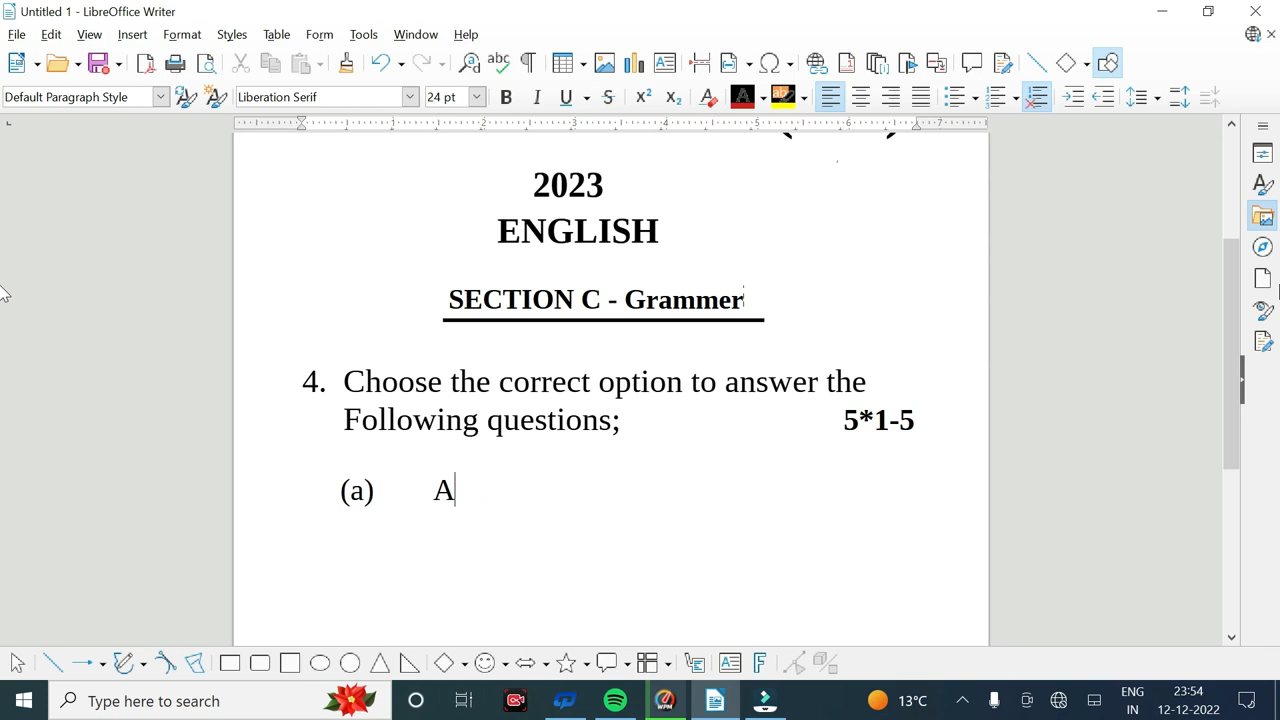 Untitled 1 - LibreOffice Writer
File Edit View Insert Format Styles Table Form Tools Window Help
Default Paragraph Style Liberation Serif 24 pt
2023
ENGLISH
SECTION C - Grammer
4. Choose the correct option to answer the
Following questions; 5*1-5
(a) A
Type here to search
13°C
ENG
IN
23:54
12-12-2022